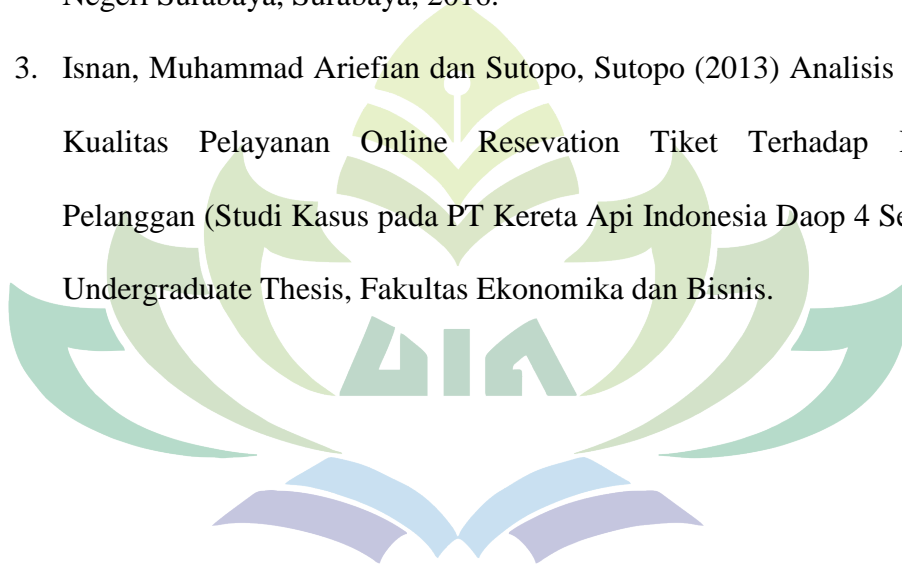 Negeri Surabaya, Surabaya, 2016.
3. Isnan, Muhammad Ariefian dan Sutopo, Sutopo (2013) Analisis
Kualitas Pelayanan Online Resevation Tiket Terhadap
Pelanggan (Studi Kasus pada PT Kereta Api Indonesia Daop 4
Undergraduate Thesis, Fakultas Ekonomika dan Bisnis.
UIN